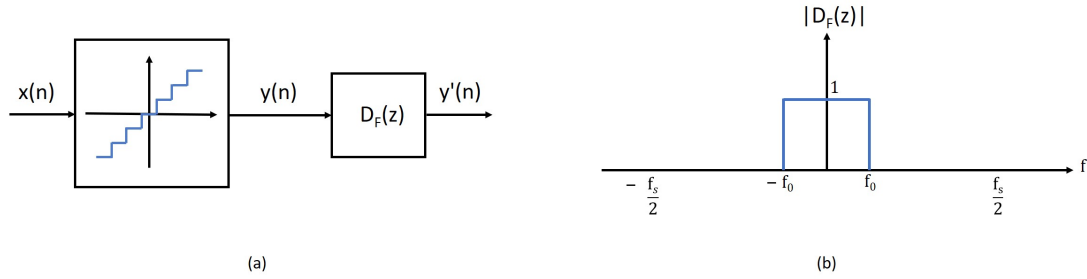 x(n)
y(n)
D_F(z)
y'(n)
(a)
|D_F(z)|
1
− f_s/2
− f_0
f_0
f_s/2
f
(b)